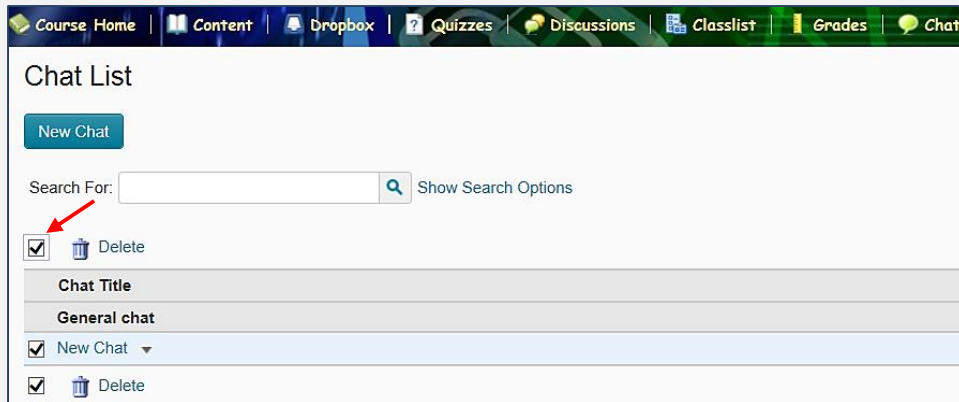 Course Home | Content | Dropbox | Quizzes | Discussions | Classlist | Grades | Chat
Chat List
New Chat
Search For: Show Search Options
Delete
Chat Title
General chat
New Chat
Delete